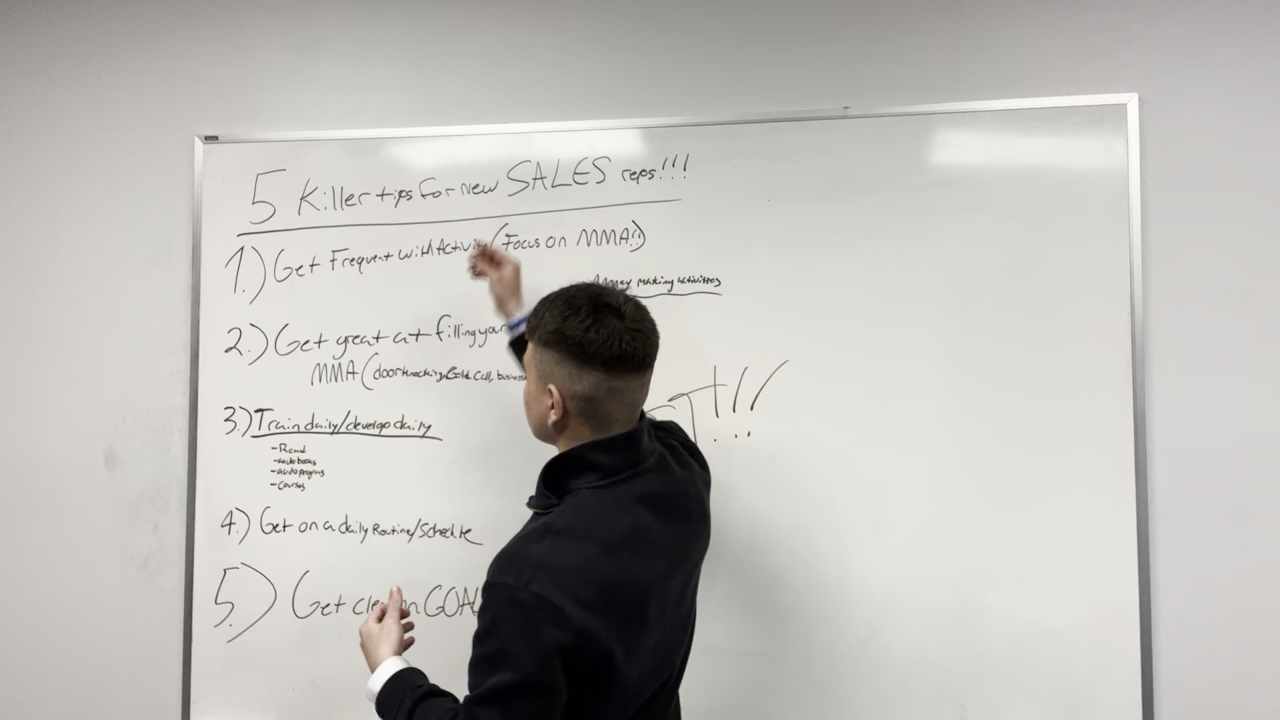 5 Killer tips for new SALES reps!!!
1.) Get Frequent with Activi (Focus on MMA!!)
Money Making Activities
2.) Get great at filling your
MMA (doorknocking, Cold Call, business
3.) Train daily/develop daily
- Read
- Audio books
- Audio programs
- Courses
4.) Get on a daily Routine/Schedule
5.) Get cle on GOAL